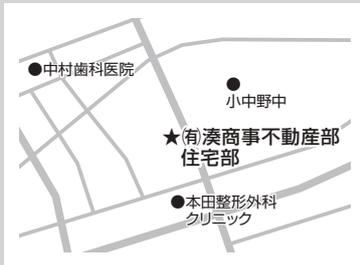 ●中村歯科医院
●
小中野中
★㈲湊商事不動産部
住宅部
●本田整形外科
クリニック